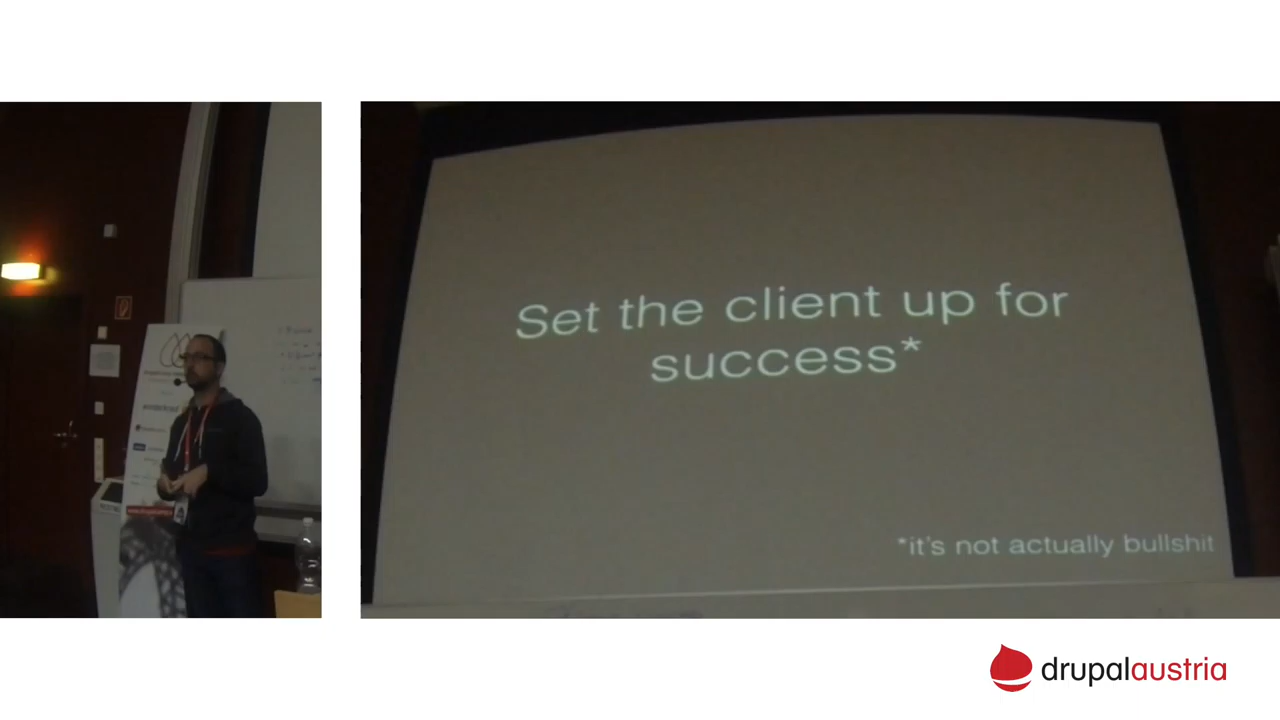 Set the client up for
success*
*it's not actually bullshit
drupalaustria